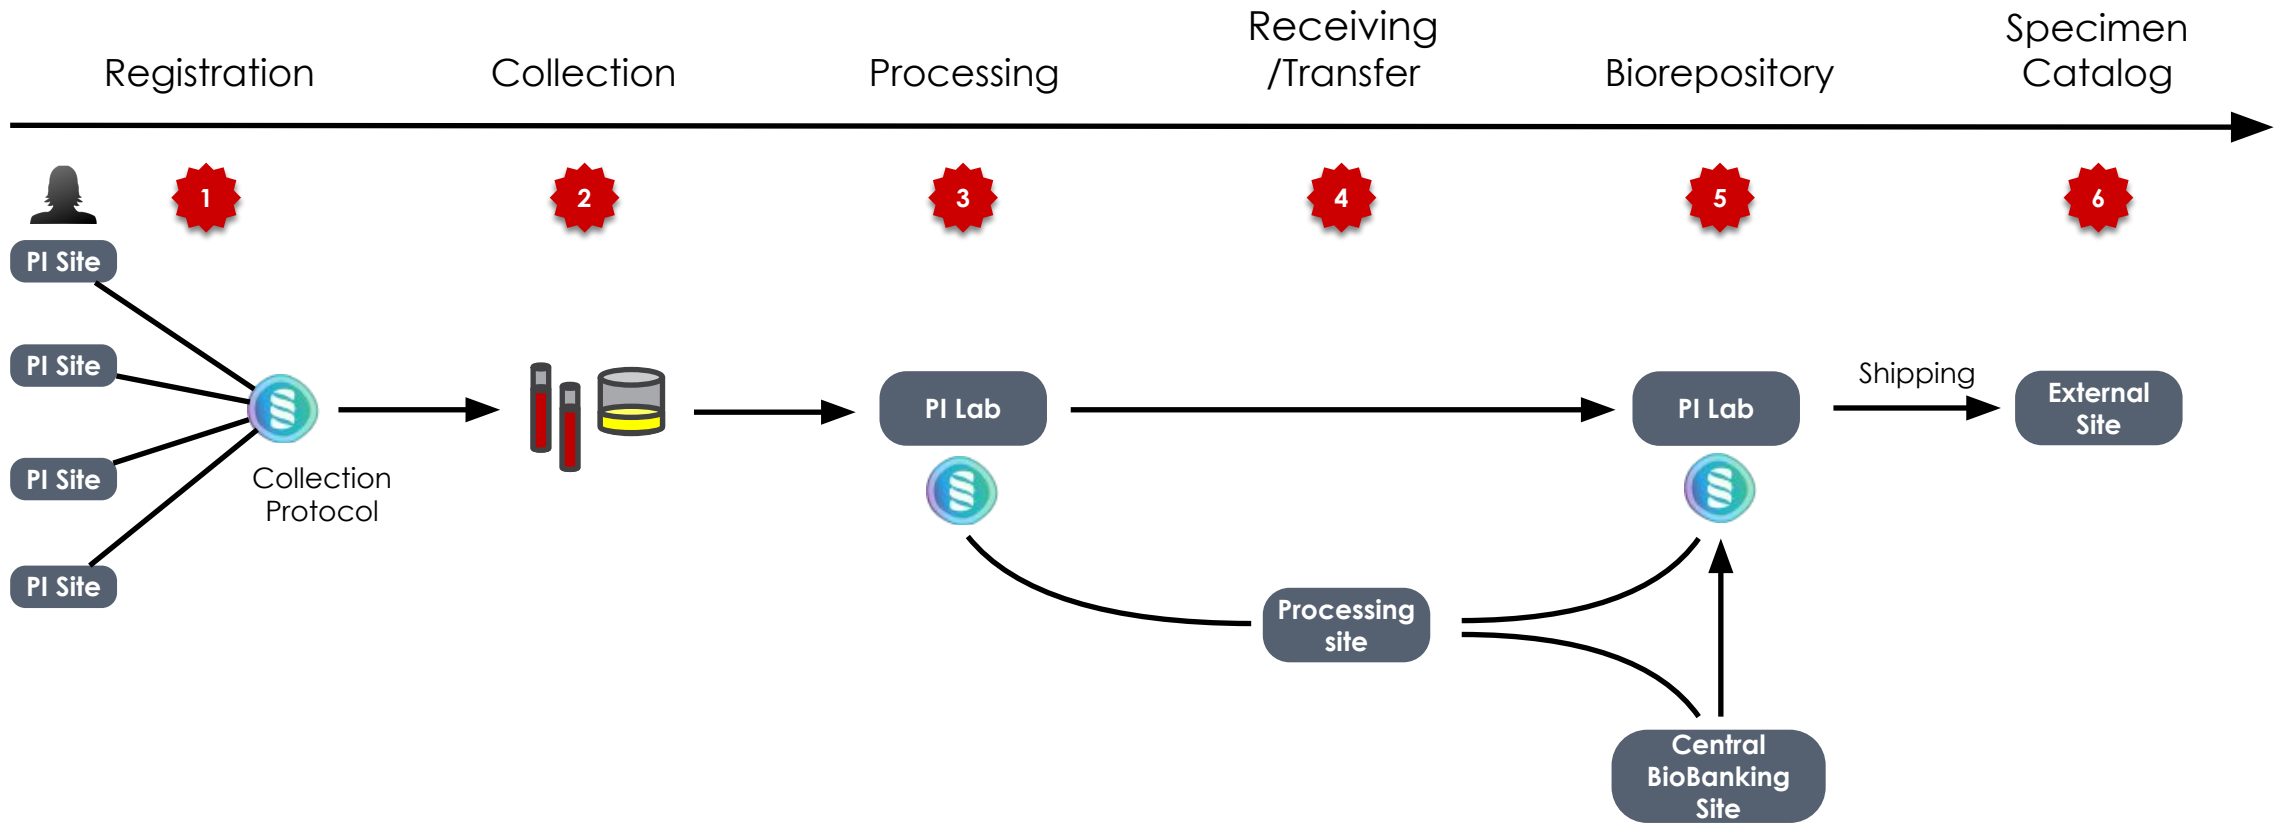 Registration
Collection
Processing
Receiving
/Transfer
Biorepository
Specimen
Catalog
1
2
3
4
5
6
PI Site
PI Site
PI Site
PI Site
Collection
Protocol
PI Lab
Processing
site
PI Lab
Central
BioBanking
Site
Shipping
External
Site